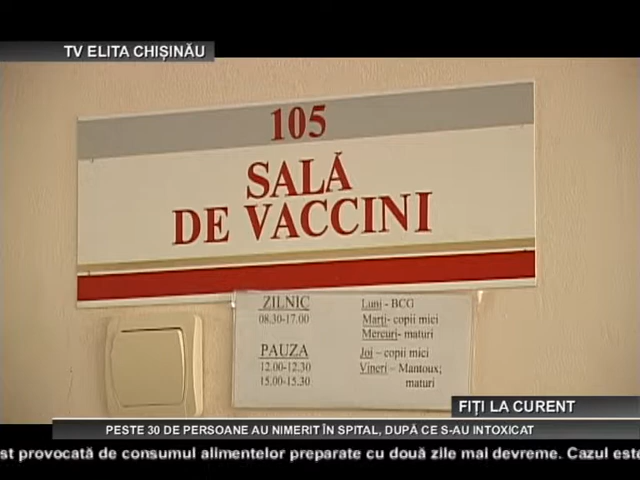 TV ELITA CHIȘINĂU
105
SALĂ
DE VACCINI
ZILNIC
08.30-17.00
PAUZA
12.00-12.30
15.00-15.30
Luni - BCG
Marți- copii mici
Mercuri- maturi
Joi – copii mici
Vineri – Mantoux;
maturi
FIȚI LA CURENT
PESTE 30 DE PERSOANE AU NIMERIT ÎN SPITAL, DUPĂ CE S-AU INTOXICAT
st provocată de consumul alimentelor preparate cu două zile mai devreme. Cazul este